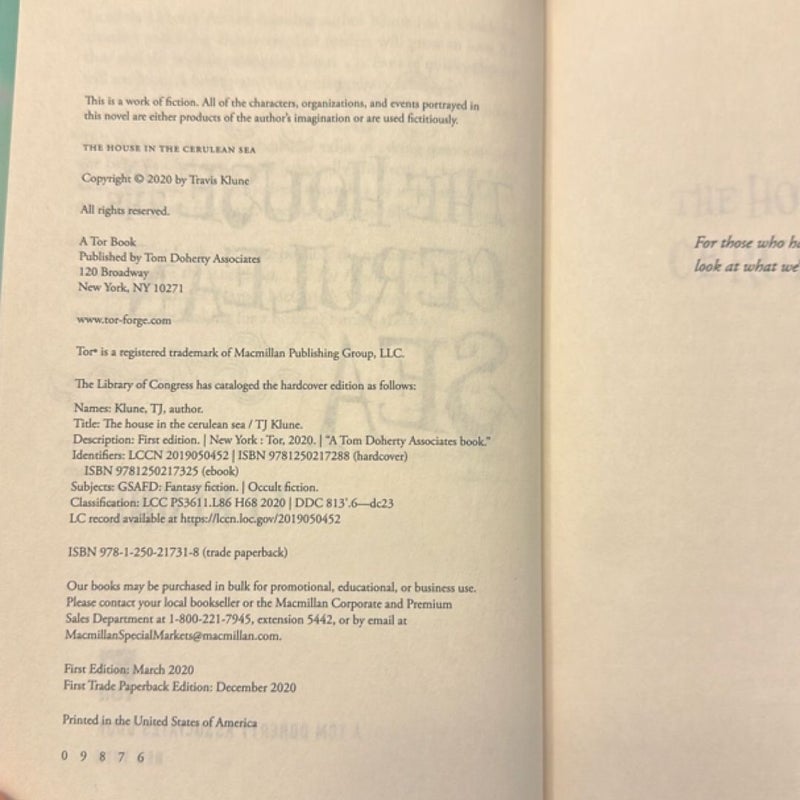 This is a work of fiction. All of the characters, organizations, and events portrayed in
this novel are either products of the author's imagination or are used fictitiously.
THE HOUSE IN THE CERULEAN SEA
Copyright © 2020 by Travis Klune
All rights reserved.
A Tor Book
Published by Tom Doherty Associates
120 Broadway
New York, NY 10271
www.tor-forge.com
Tor® is a registered trademark of Macmillan Publishing Group, LLC.
The Library of Congress has cataloged the hardcover edition as follows:
Names: Klune, TJ, author.
Title: The house in the cerulean sea / TJ Klune.
Description: First edition. | New York : Tor, 2020. | "A Tom Doherty Associates book."
Identifiers: LCCN 2019050452 | ISBN 9781250217288 (hardcover)
ISBN 9781250217325 (ebook)
Subjects: GSAFD: Fantasy fiction. | Occult fiction.
Classification: LCC PS3611.L86 H68 2020 | DDC 813'.6—dc23
LC record available at https://lccn.loc.gov/2019050452
ISBN 978-1-250-21731-8 (trade paperback)
Our books may be purchased in bulk for promotional, educational, or business use.
Please contact your local bookseller or the Macmillan Corporate and Premium
Sales Department at 1-800-221-7945, extension 5442, or by email at
MacmillanSpecialMarkets@macmillan.com.
First Edition: March 2020
First Trade Paperback Edition: December 2020
Printed in the United States of America
0 9 8 7 6
For those who ha
look at what we